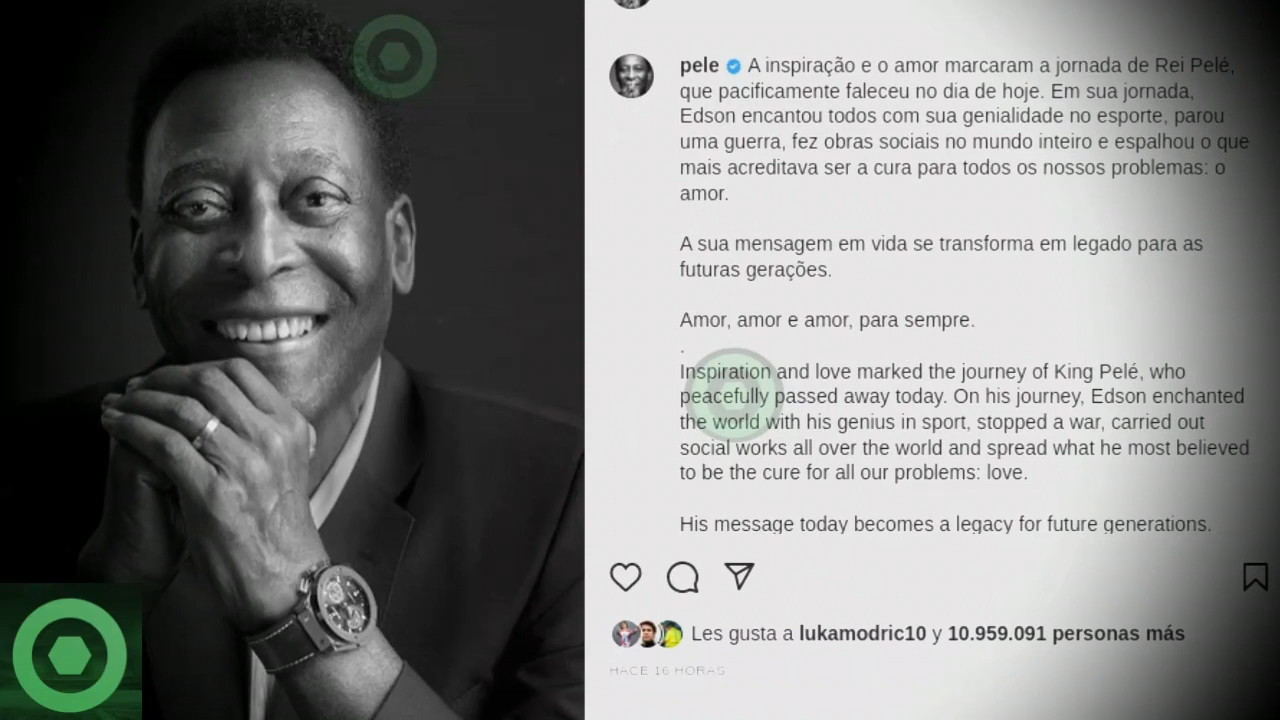 pele A inspiração e o amor marcaram a jornada de Rei Pelé,
que pacificamente faleceu no dia de hoje. Em sua jornada,
Edson encantou todos com sua genialidade no esporte, parou
uma guerra, fez obras sociais no mundo inteiro e espalhou o que
mais acreditava ser a cura para todos os nossos problemas: o
amor.
A sua mensagem em vida se transforma em legado para as
futuras gerações.
Amor, amor e amor, para sempre.
.
Inspiration and love marked the journey of King Pelé, who
peacefully passed away today. On his journey, Edson enchanted
the world with his genius in sport, stopped a war, carried out
social works all over the world and spread what he most believed
to be the cure for all our problems: love.
His message today becomes a legacy for future generations.
Les gusta a lukamodric10 y 10.959.091 personas más
HACE 16 HORAS